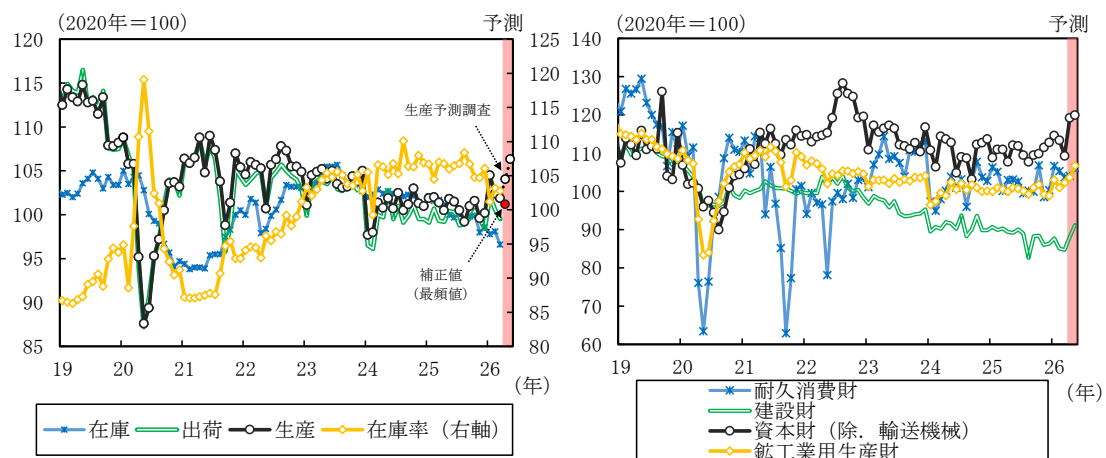 (2020年＝100)
予測
120
115
110
105
100
95
90
85
125
120
115
110
105
100
95
90
85
80
生産予測調査
補正値
(最頻値)
19 20 21 22 23 24 25 26
(年)
在庫 出荷 生産 在庫率（右軸）
(2020年＝100)
予測
140
130
120
110
100
90
80
70
60
19 20 21 22 23 24 25 26
(年)
耐久消費財
建設財
資本財（除．輸送機械）
鉱工業用生産財